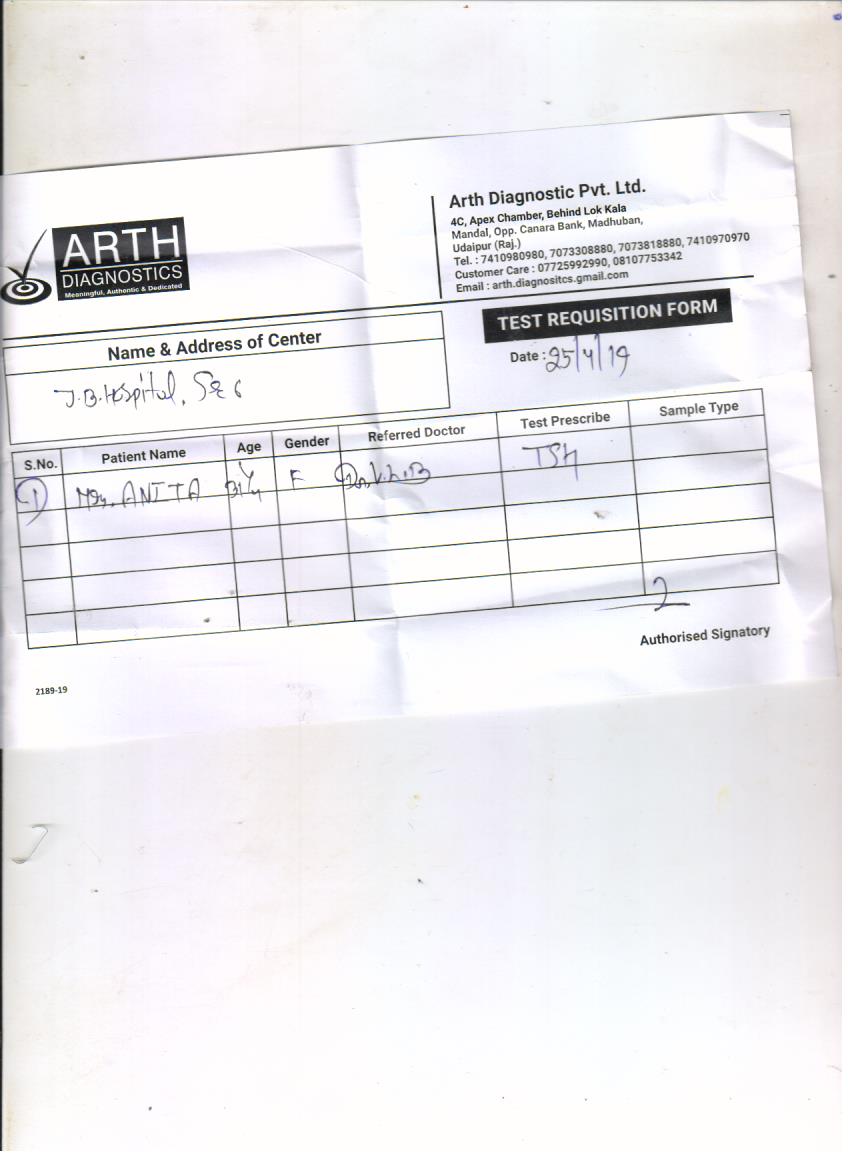 ARTH
DIAGNOSTICS
Meaningful, Authentic & Dedicated
Arth Diagnostic Pvt. Ltd.
4C, Apex Chamber, Behind Lok Kala
Mandal, Opp. Canara Bank, Madhuban,
Udaipur (Raj.)
Tel. : 7410980980, 7073308880, 7073818880, 7410970970
Customer Care : 07725992990, 08107753342
Email : arth.diagnositcs.gmail.com
TEST REQUISITION FORM
Date : 25/4/19
Name & Address of Center
J.B. Hospital, Se 6
S.No. Patient Name Age Gender Referred Doctor Test Prescribe Sample Type
1 Mrs. ANITA 31 F TSH
Authorised Signatory
2189-19